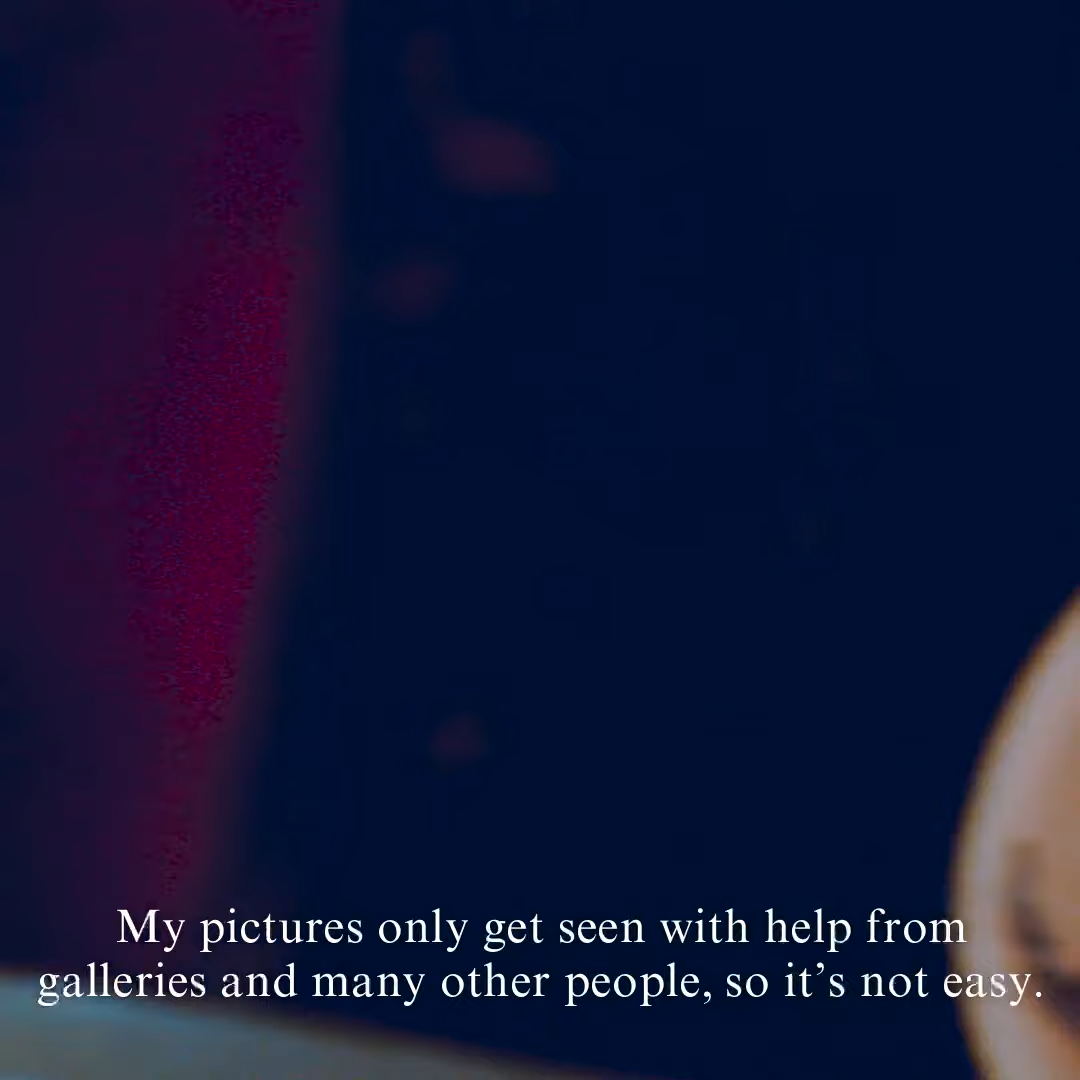 My pictures only get seen with help from
galleries and many other people, so it’s not easy.